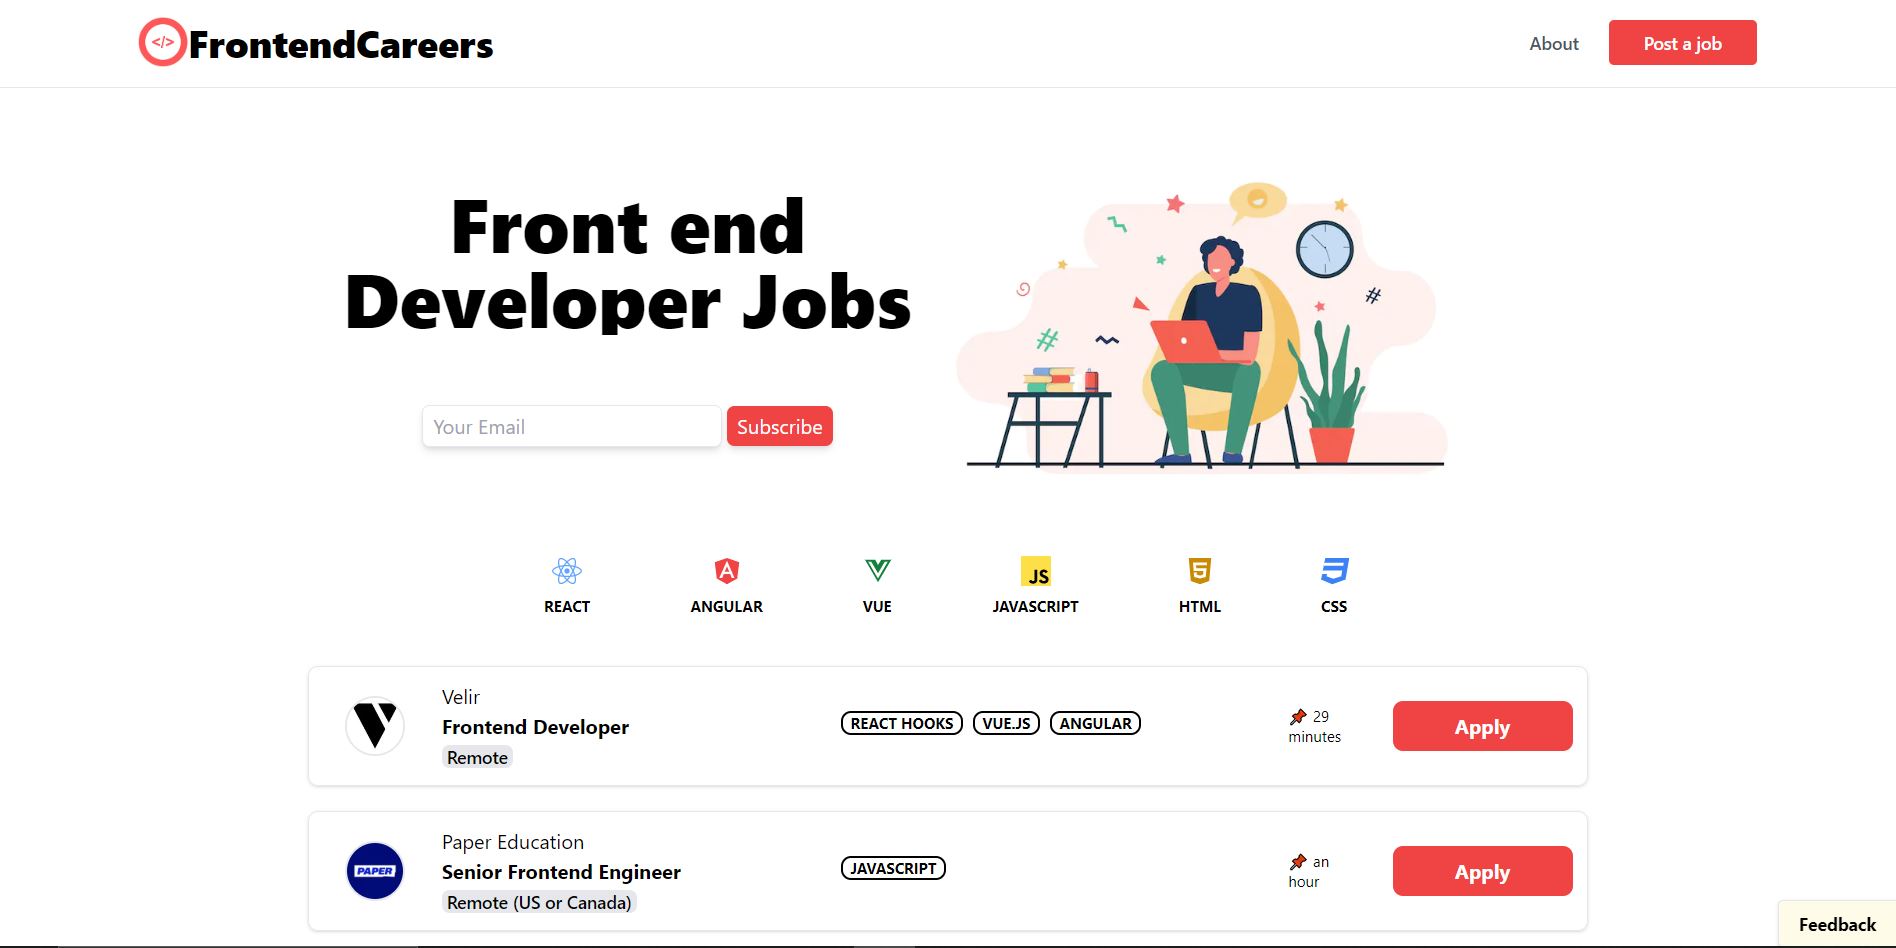 </> FrontendCareers
About
Post a job
Front end
Developer Jobs
Your Email
Subscribe
REACT
ANGULAR
VUE
JS
JAVASCRIPT
HTML
CSS
Velir
Frontend Developer
Remote
REACT HOOKS
VUE.JS
ANGULAR
29
minutes
Apply
PAPER
Paper Education
Senior Frontend Engineer
Remote (US or Canada)
JAVASCRIPT
an
hour
Apply
Feedback